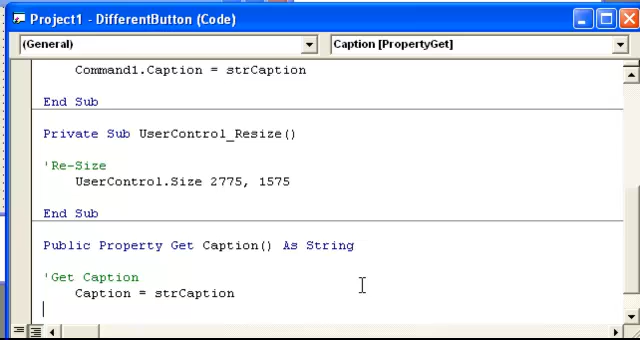 Project1 - DifferentButton (Code)
(General)
Caption [PropertyGet]
Command1.Caption = strCaption
End Sub
Private Sub UserControl_Resize()
'Re-Size
UserControl.Size 2775, 1575
End Sub
Public Property Get Caption() As String
'Get Caption
Caption = strCaption